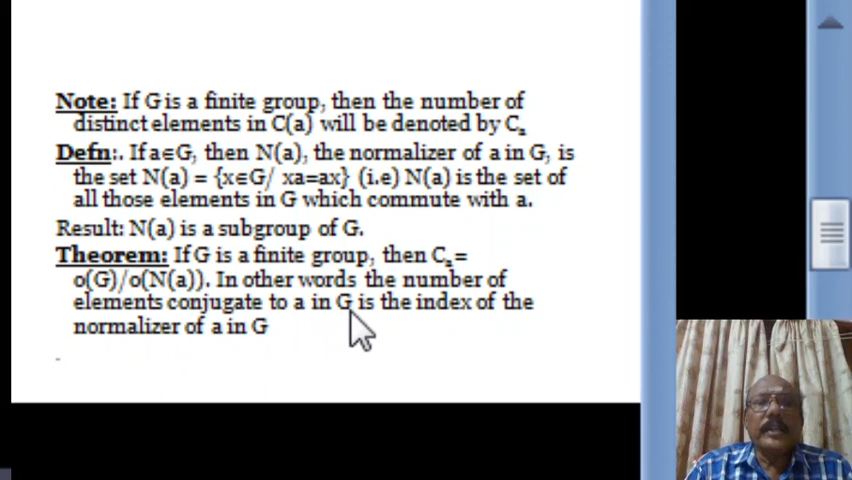 Note: If G is a finite group, then the number of
distinct elements in C(a) will be denoted by Cₐ
Defn:. If a∈G, then N(a), the normalizer of a in G, is
the set N(a) = {x∈G/ xa=ax} (i.e) N(a) is the set of
all those elements in G which commute with a.
Result: N(a) is a subgroup of G.
Theorem: If G is a finite group, then Cₐ=
o(G)/o(N(a)). In other words the number of
elements conjugate to a in G is the index of the
normalizer of a in G